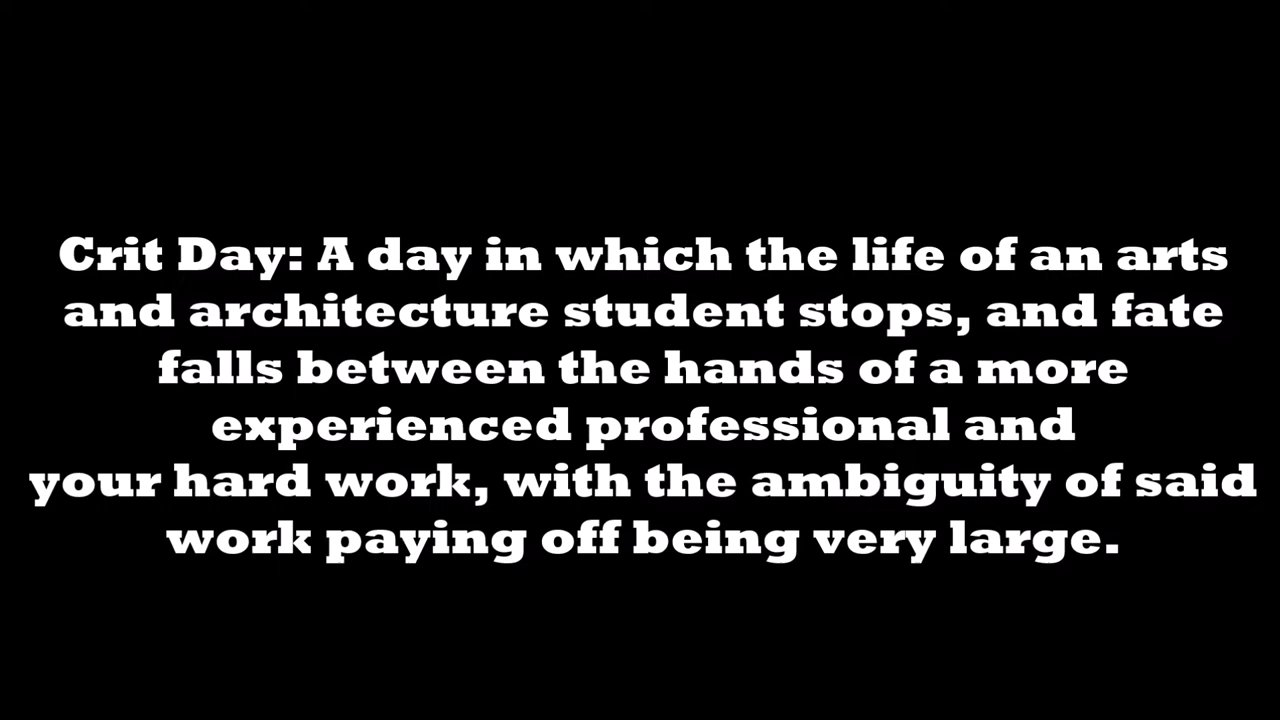 Crit Day: A day in which the life of an arts
and architecture student stops, and fate
falls between the hands of a more
experienced professional and
your hard work, with the ambiguity of said
work paying off being very large.